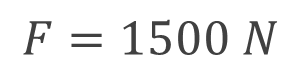 F = 1500 N